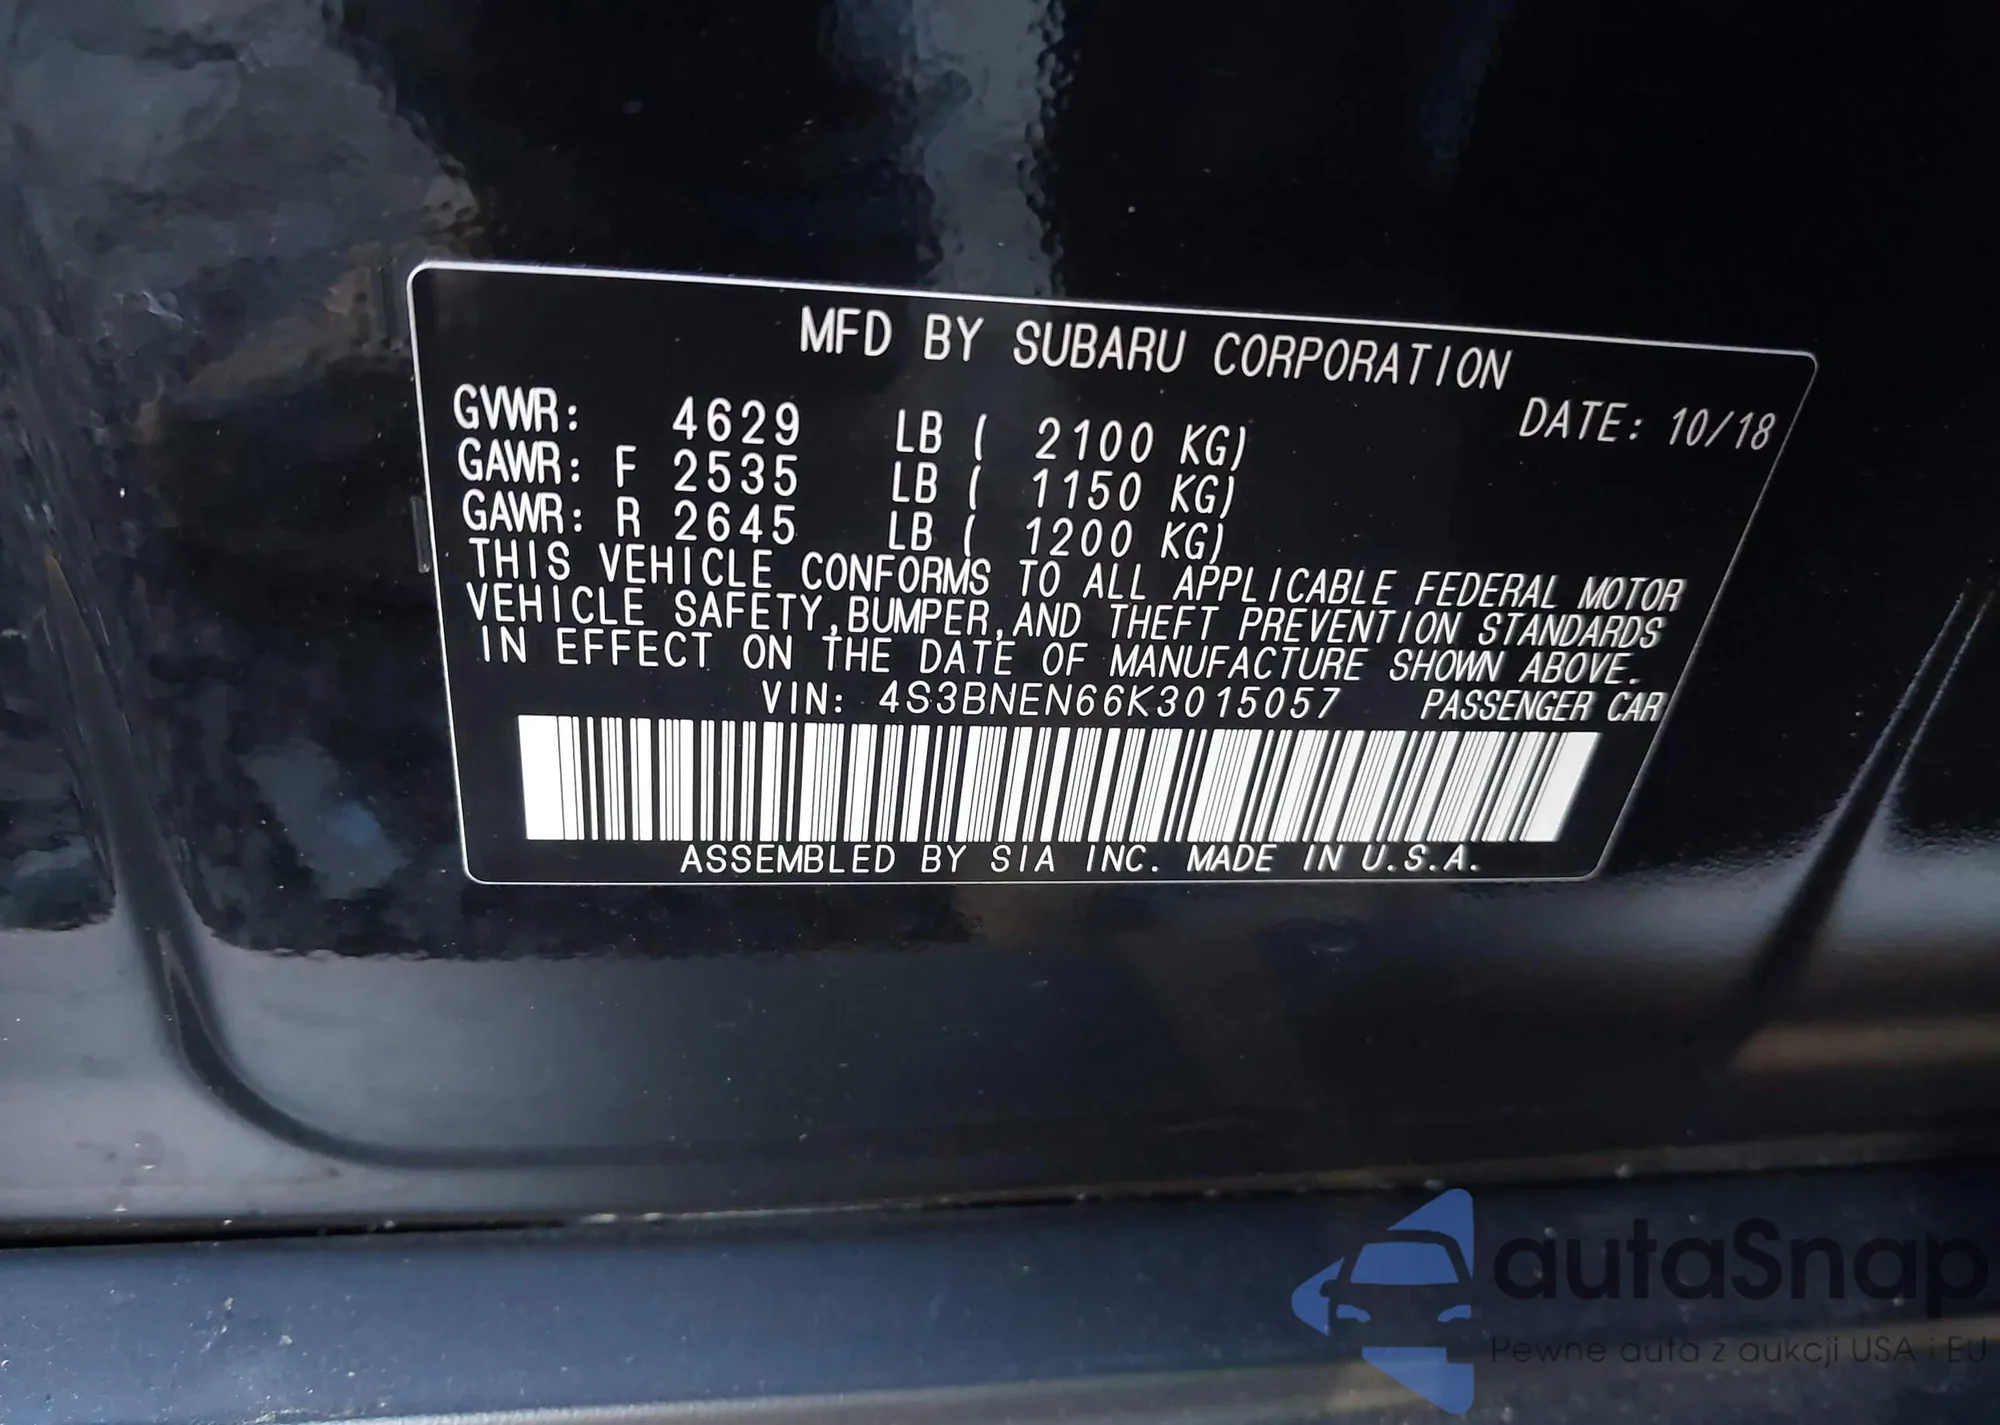 MFD BY SUBARU CORPORATION
GVWR: 4629 LB ( 2100 KG) DATE: 10/18
GAWR: F 2535 LB ( 1150 KG)
GAWR: R 2645 LB ( 1200 KG)
THIS VEHICLE CONFORMS TO ALL APPLICABLE FEDERAL MOTOR
VEHICLE SAFETY,BUMPER,AND THEFT PREVENTION STANDARDS
IN EFFECT ON THE DATE OF MANUFACTURE SHOWN ABOVE.
VIN: 4S3BNEN66K3015057 PASSENGER CAR
ASSEMBLED BY SIA INC. MADE IN U.S.A.
autaSnap
Pewne auta z aukcji USA i EU